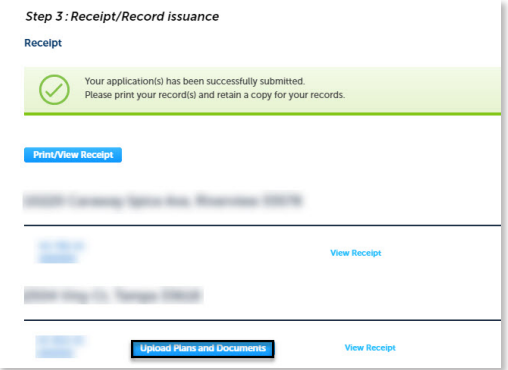 Step 3 : Receipt/Record issuance
Receipt
Your application(s) has been successfully submitted.
Please print your record(s) and retain a copy for your records.
Print/View Receipt
View Receipt
Upload Plans and Documents View Receipt